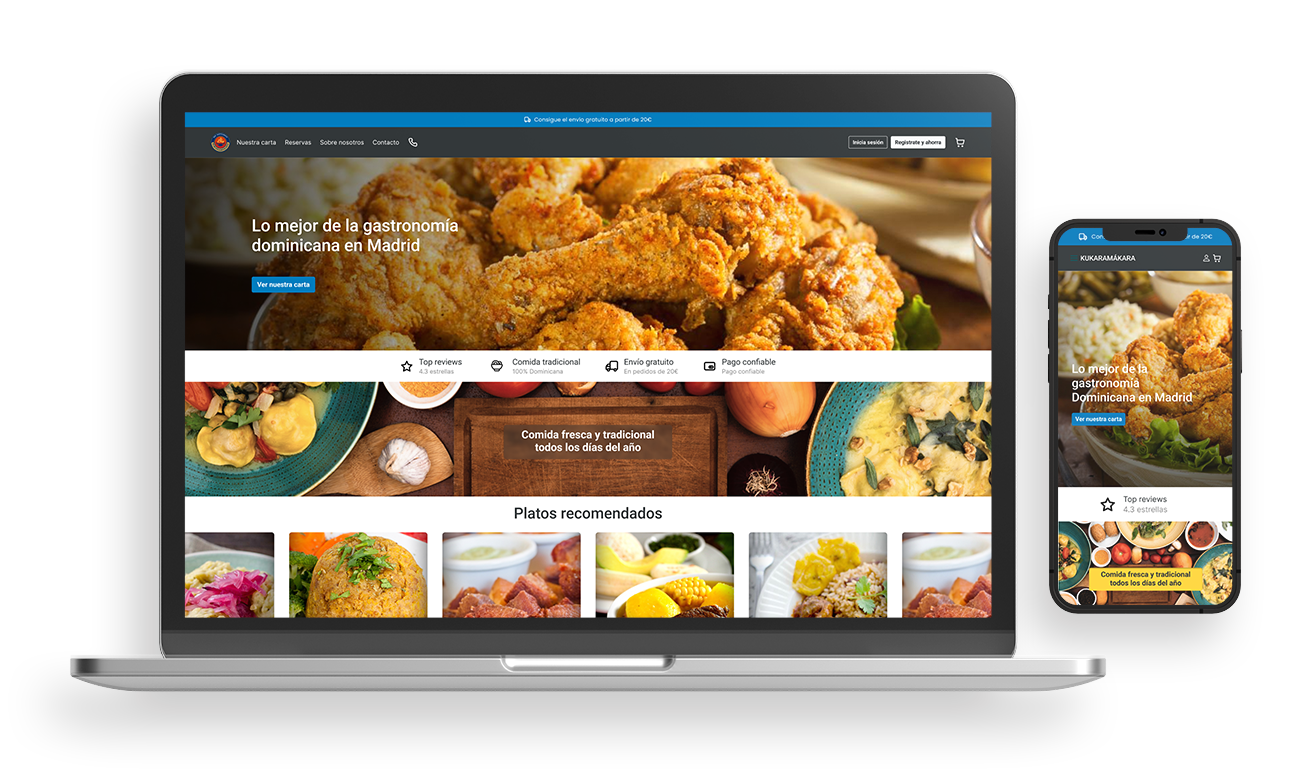 Consigue el envío gratuito a partir de 20€
Nuestra carta Reservas Sobre nosotros Contacto
Inicia sesión Regístrate y ahorra
Lo mejor de la gastronomía
dominicana en Madrid
Ver nuestra carta
Top reviews
4.3 estrellas
Comida tradicional
100% Dominicana
Envío gratuito
En pedidos de 20€
Pago confiable
Pago confiable
Comida fresca y tradicional
todos los días del año
Platos recomendados
Con
r de 20€
KUKARAMÁKARA
Lo mejor de la
gastronomía
Dominicana en Madrid
Ver nuestra carta
Top reviews
4.3 estrellas
Comida fresca y tradicional
todos los días del año